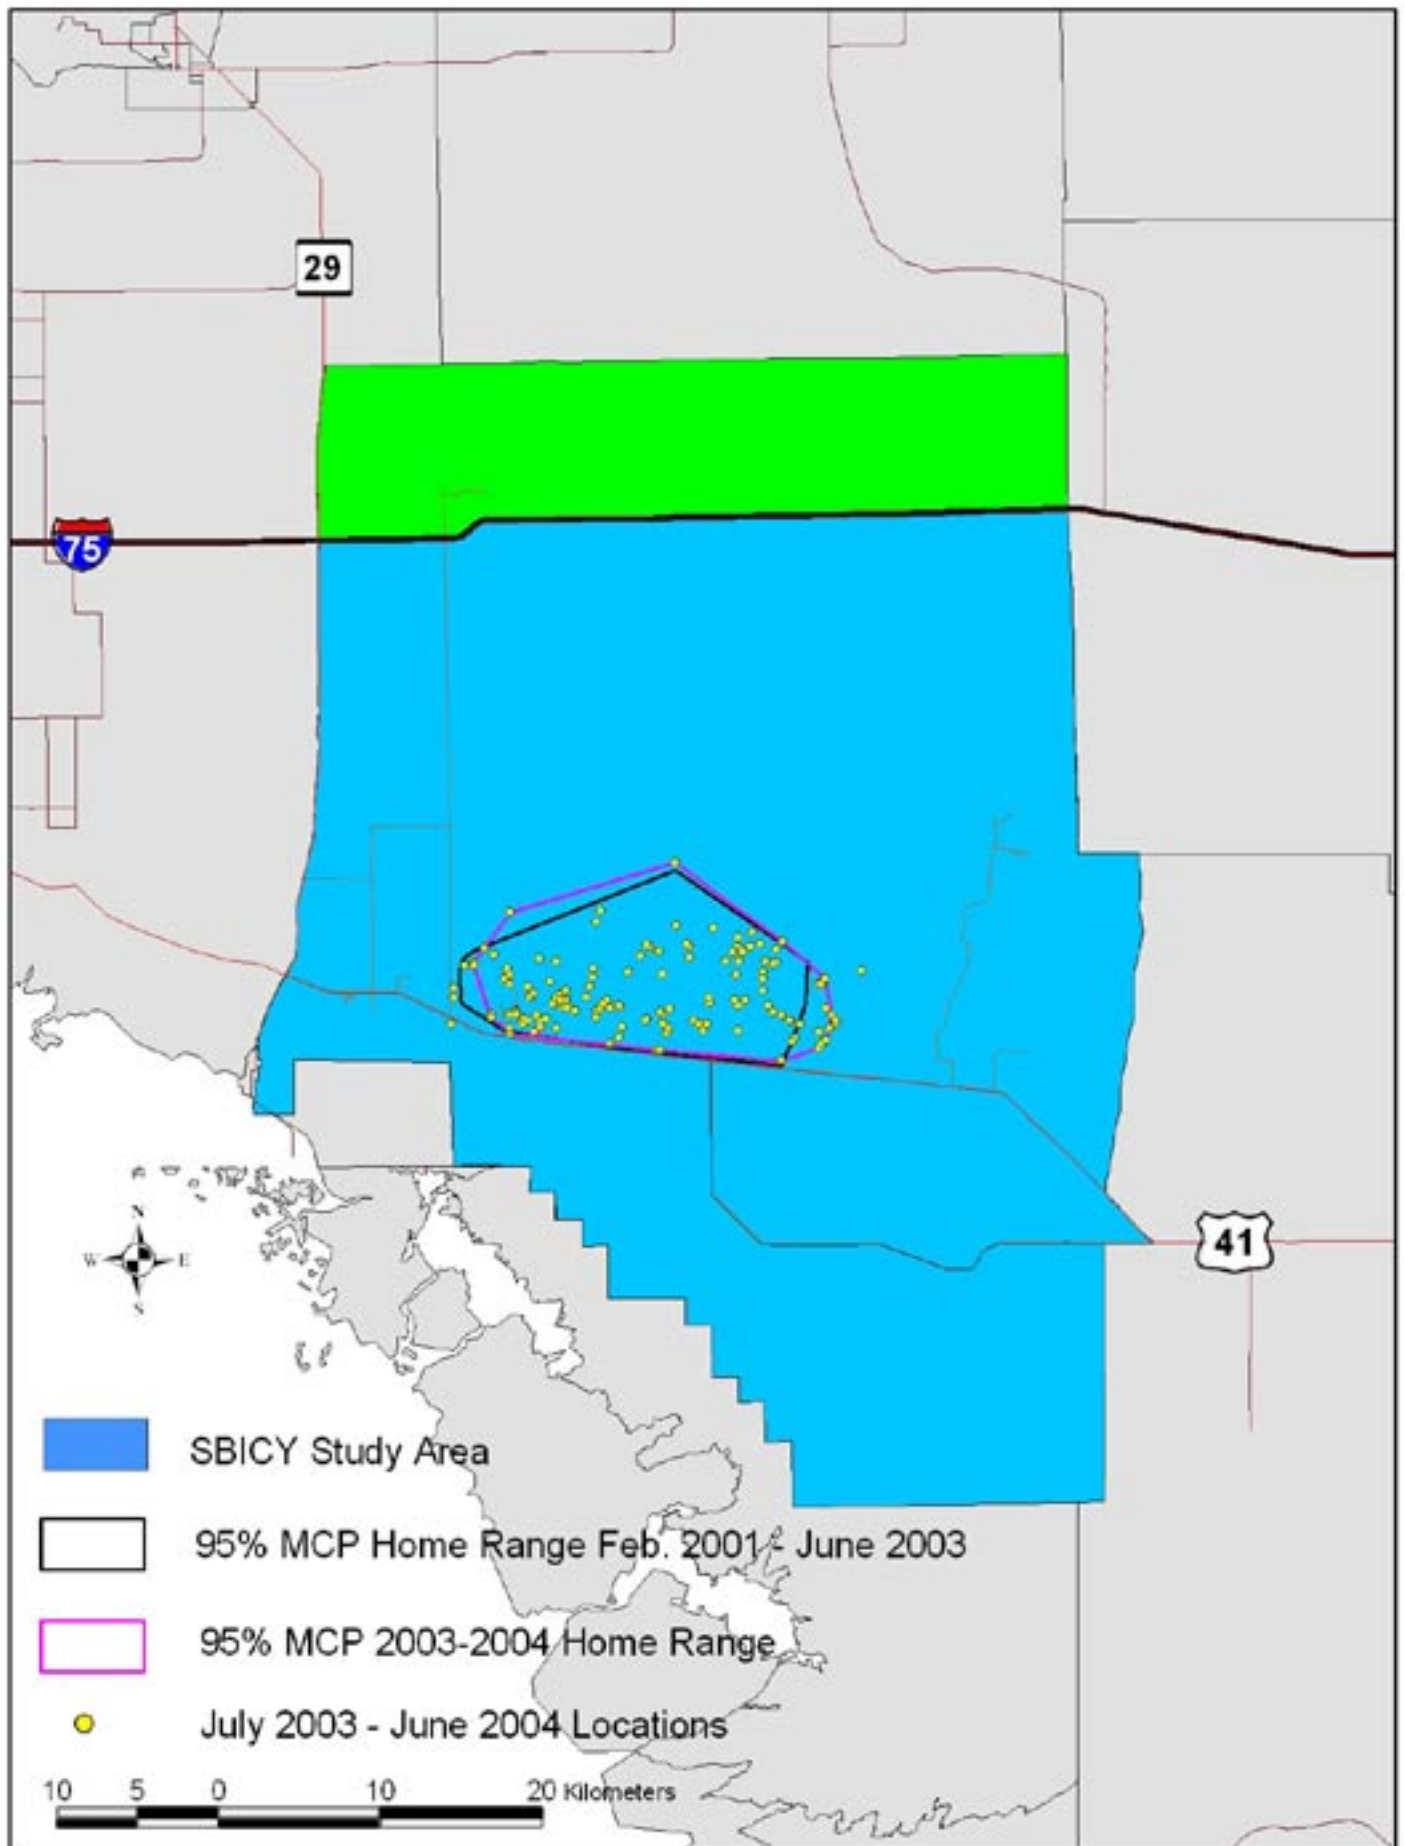 29
75
N
W E
S
41
SBICY Study Area
95% MCP Home Range Feb. 2001 - June 2003
95% MCP 2003-2004 Home Range
July 2003 - June 2004 Locations
10 5 0 10 20 Kilometers